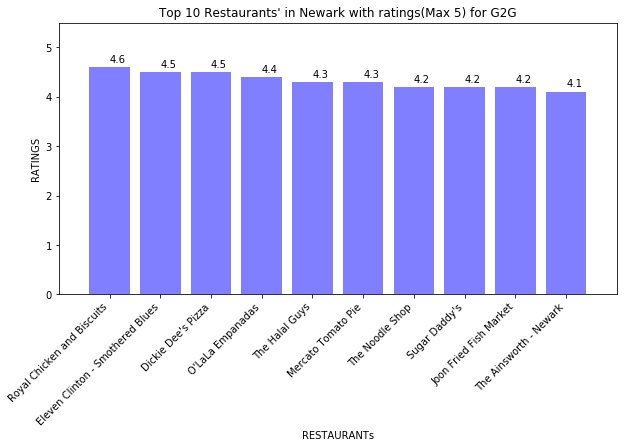 Top 10 Restaurants' in Newark with ratings(Max 5) for G2G
RATINGS
5
4
3
2
1
0
4.6
4.5
4.5
4.4
4.3
4.3
4.2
4.2
4.2
4.1
Royal Chicken and Biscuits
Eleven Clinton - Smothered Blues
Dickie Dee's Pizza
O'LaLa Empanadas
The Halal Guys
Mercato Tomato Pie
The Noodle Shop
Sugar Daddy's
Joon Fried Fish Market
The Ainsworth - Newark
RESTAURANTs